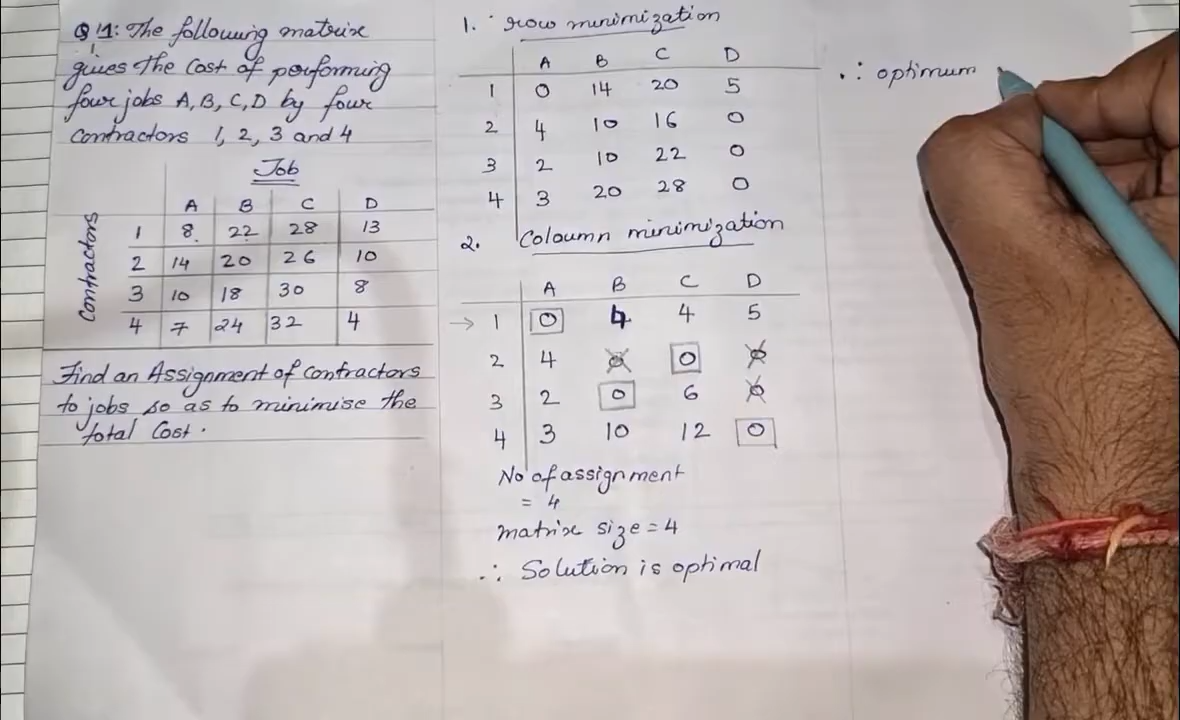 Q 1: The following matrix
gives the cost of performing
four jobs A, B, C, D by four
contractors 1, 2, 3 and 4
Job
A B C D
Contractors
1 8 22 28 13
2 14 20 26 10
3 10 18 30 8
4 7 24 32 4
Find an Assignment of contractors
to jobs so as to minimise the
total cost.
1. row minimization
A B C D
1 0 14 20 5
2 4 10 16 0
3 2 10 22 0
4 3 20 28 0
2. Coloumn minimization
A B C D
→ 1 0 4 4 5
2 4 0 0 0
3 2 0 6 0
4 3 10 12 0
No of assignment
= 4
matrix size = 4
∴ Solution is optimal
∴ optimum